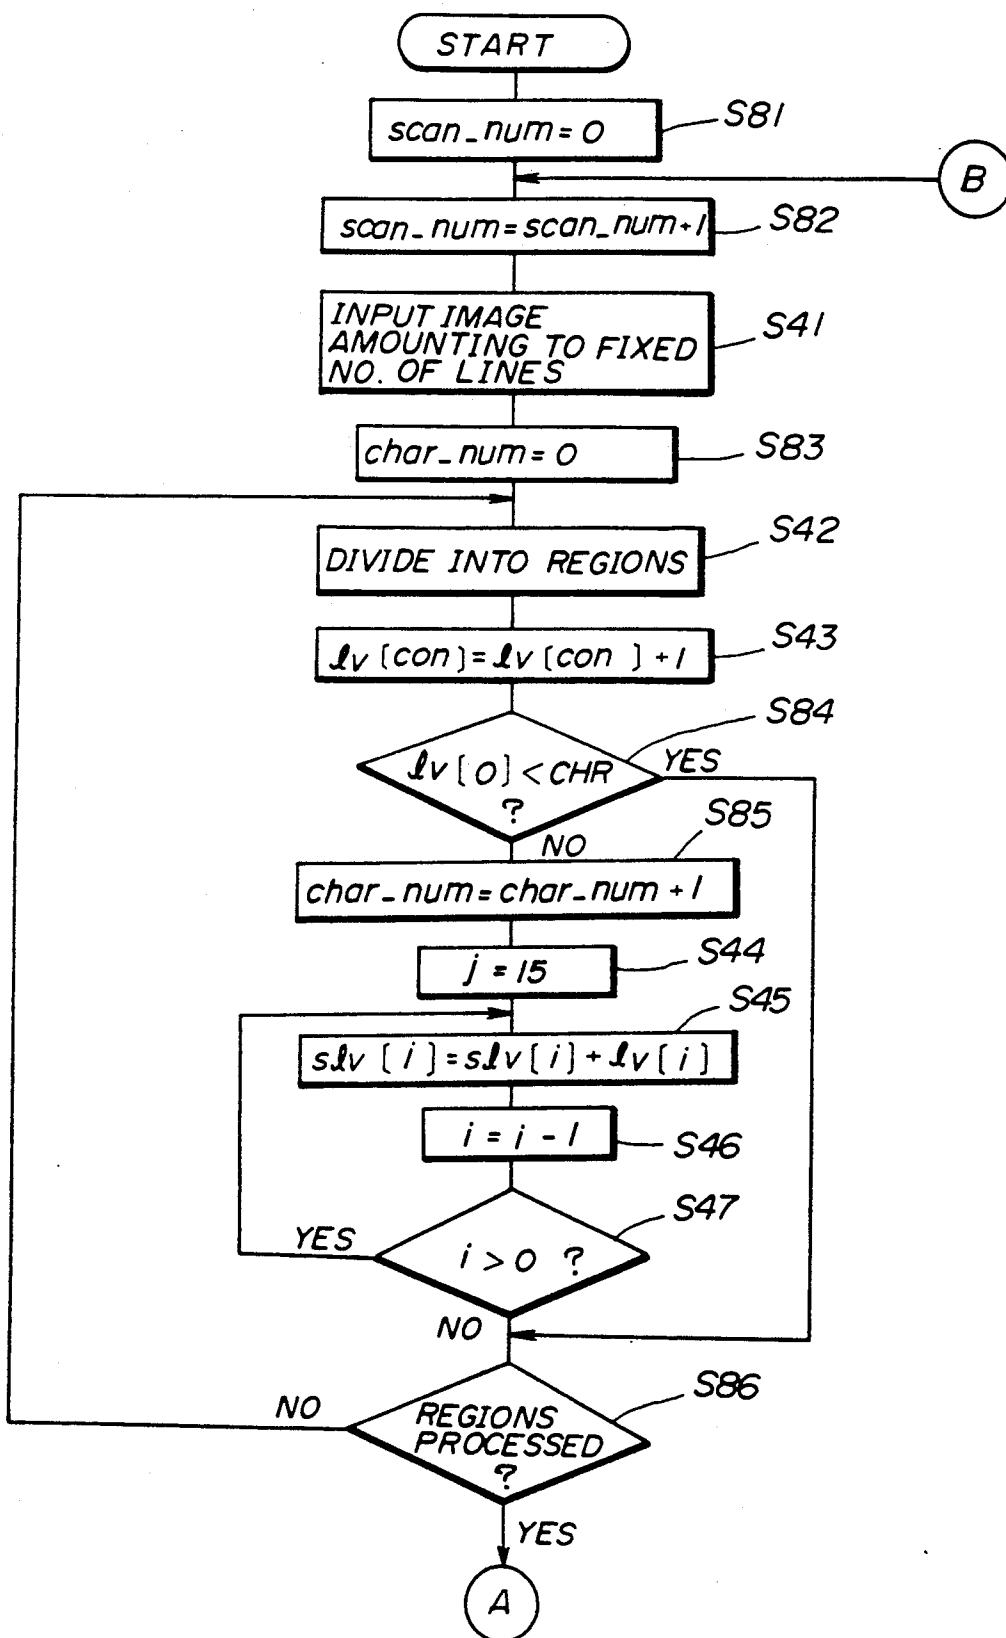 START
scan_num = 0
S81
B
scan_num = scan_num + 1
S82
INPUT IMAGE
AMOUNTING TO FIXED
NO. OF LINES
S41
char_num = 0
S83
DIVIDE INTO REGIONS
S42
lv [con] = lv [con ] + 1
S43
lv [0] < CHR
?
S84
YES
NO
char_num = char_num + 1
S85
j = 15
S44
slv [i] = slv [i] + lv [i]
S45
i = i - 1
S46
i > 0 ?
S47
YES
NO
REGIONS
PROCESSED
?
S86
NO
YES
A